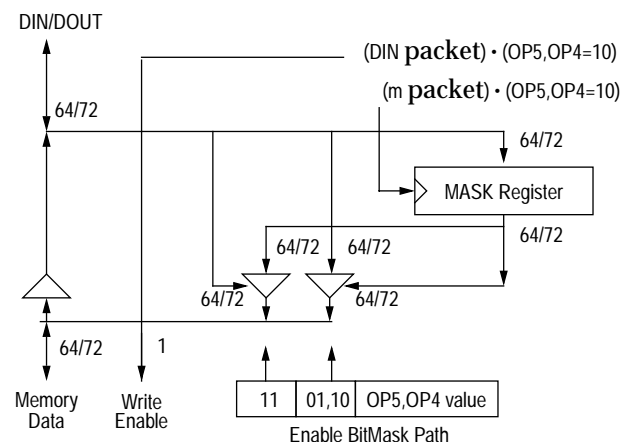 DIN/DOUT
(DIN packet) • (OP5,OP4=10)
(m packet) • (OP5,OP4=10)
64/72
64/72
MASK Register
64/72 64/72 64/72
64/72 64/72
64/72 1
Memory Data
Write Enable
11 01,10 OP5,OP4 value
Enable BitMask Path